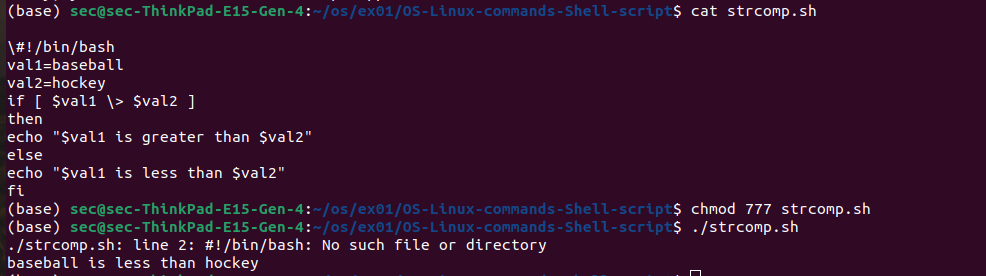 (base) sec@sec-ThinkPad-E15-Gen-4:~/os/ex01/OS-Linux-commands-Shell-script$ cat strcomp.sh
\#!/bin/bash
val1=baseball
val2=hockey
if [ $val1 \> $val2 ]
then
echo "$val1 is greater than $val2"
else
echo "$val1 is less than $val2"
fi
(base) sec@sec-ThinkPad-E15-Gen-4:~/os/ex01/OS-Linux-commands-Shell-script$ chmod 777 strcomp.sh
(base) sec@sec-ThinkPad-E15-Gen-4:~/os/ex01/OS-Linux-commands-Shell-script$ ./strcomp.sh
./strcomp.sh: line 2: #!/bin/bash: No such file or directory
baseball is less than hockey